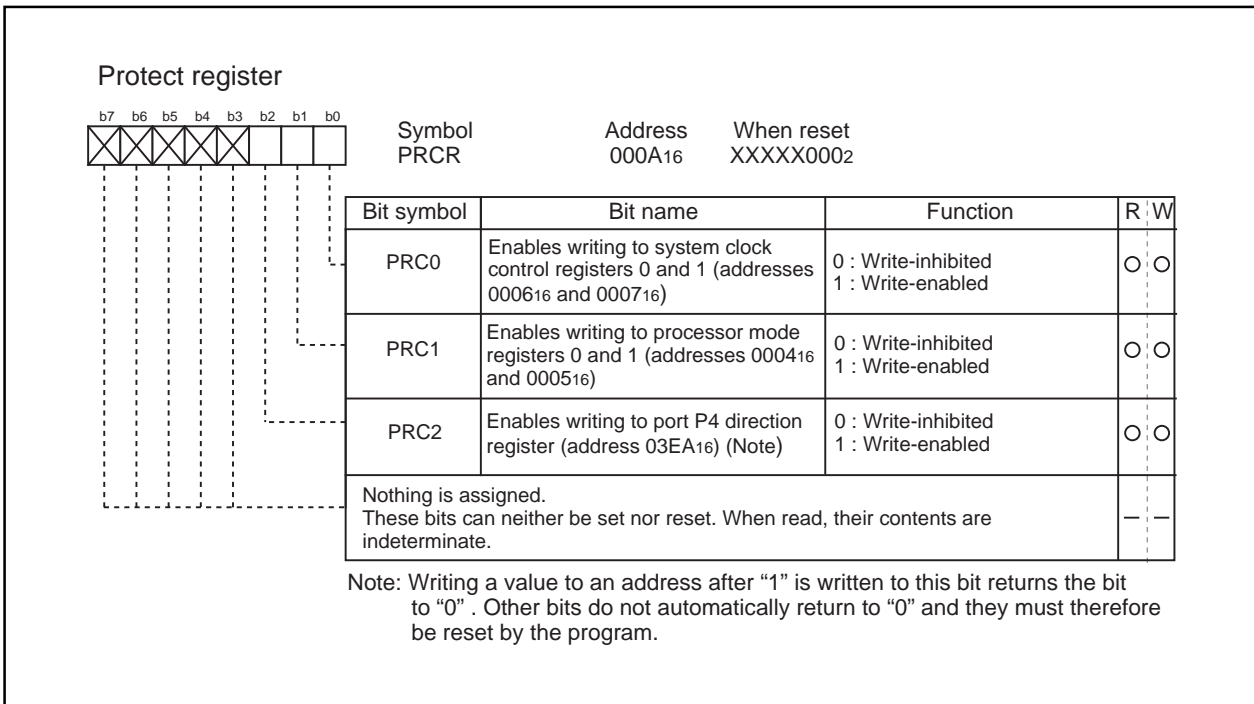 Protect register
b7 b6 b5 b4 b3 b2 b1 b0
Symbol Address When reset
PRCR 000A16 XXXXX0002
Bit symbol Bit name Function R W
PRC0 Enables writing to system clock control registers 0 and 1 (addresses 000616 and 000716) 0 : Write-inhibited 1 : Write-enabled O O
PRC1 Enables writing to processor mode registers 0 and 1 (addresses 000416 and 000516) 0 : Write-inhibited 1 : Write-enabled O O
PRC2 Enables writing to port P4 direction register (address 03EA16) (Note) 0 : Write-inhibited 1 : Write-enabled O O
Nothing is assigned.
These bits can neither be set nor reset. When read, their contents are
indeterminate. – –
Note: Writing a value to an address after “1” is written to this bit returns the bit
to “0” . Other bits do not automatically return to “0” and they must therefore
be reset by the program.